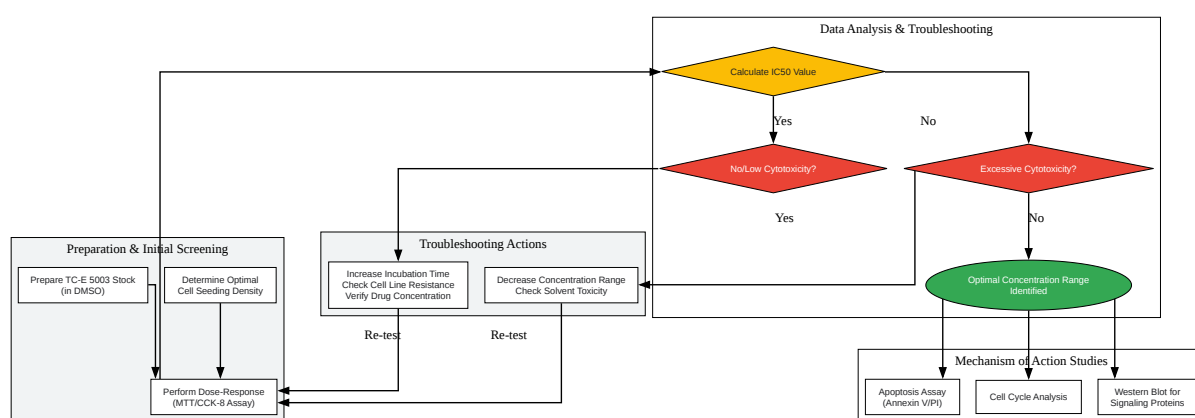 Data Analysis & Troubleshooting
Calculate IC50 Value
Yes
No
No/Low Cytotoxicity?
Excessive Cytotoxicity?
Yes
No
Preparation & Initial Screening
Prepare TC-E 5003 Stock
(in DMSO)
Determine Optimal
Cell Seeding Density
Troubleshooting Actions
Increase Incubation Time
Check Cell Line Resistance
Verify Drug Concentration
Decrease Concentration Range
Check Solvent Toxicity
Optimal Concentration Range
Identified
Re-test
Re-test
Perform Dose-Response
(MTT/CCK-8 Assay)
Mechanism of Action Studies
Apoptosis Assay
(Annexin V/PI)
Cell Cycle Analysis
Western Blot for
Signaling Proteins